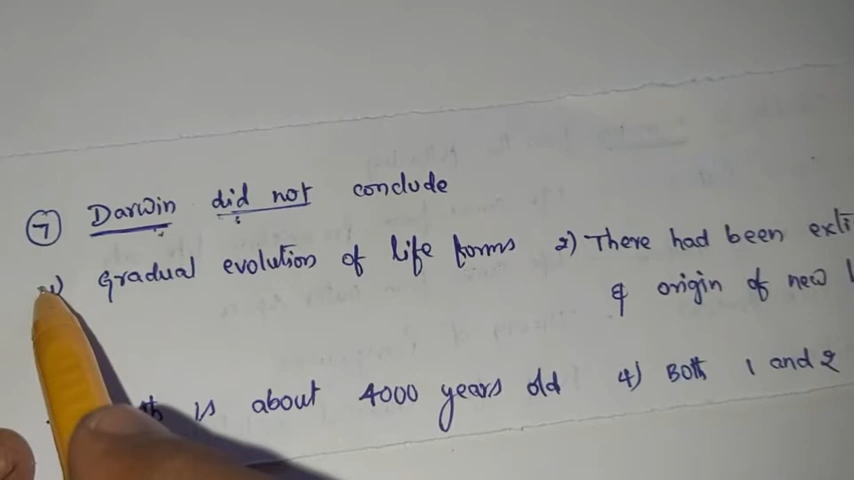 7 Darwin did not conclude
1) Gradual evolution of life forms 2) There had been
& origin of new
is about 4000 years old 4) Both 1 and 2